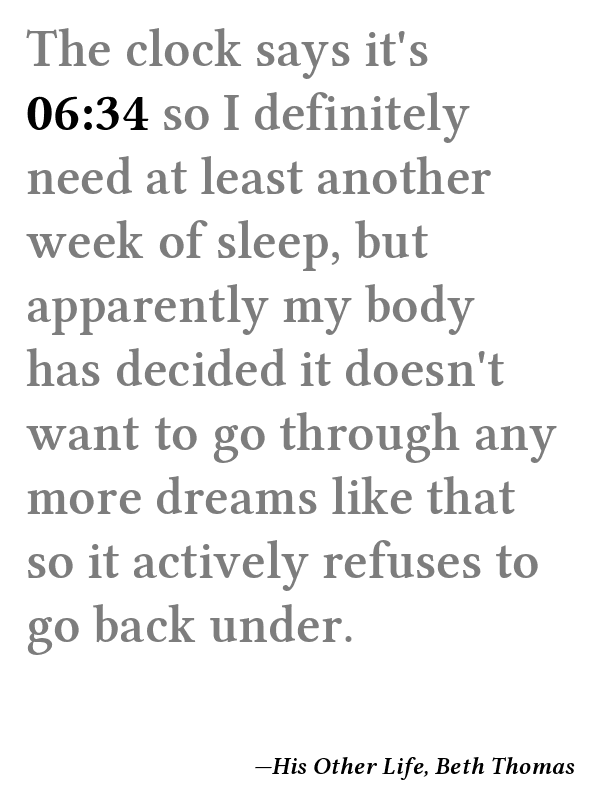 The clock says it's
06:34 so I definitely
need at least another
week of sleep, but
apparently my body
has decided it doesn't
want to go through any
more dreams like that
so it actively refuses to
go back under.
—His Other Life, Beth Thomas